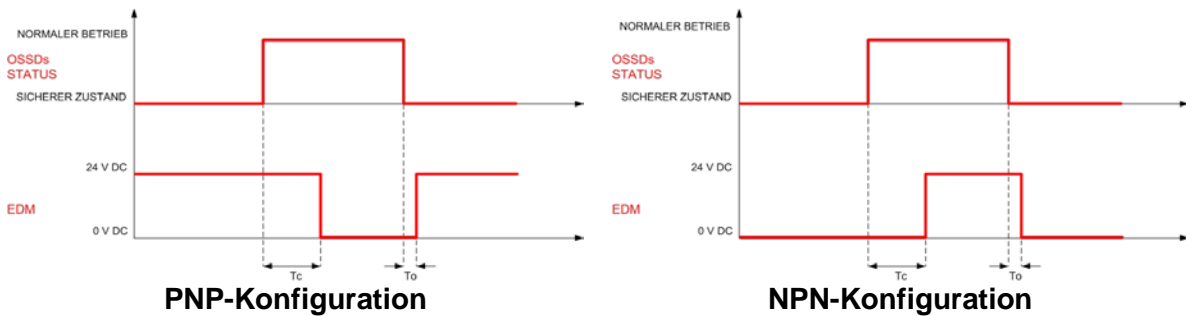 NORMALER BETRIEB
OSSDs
STATUS
SICHERER ZUSTAND
24 V DC
EDM
0 V DC
Tc
To
PNP-Konfiguration
NORMALER BETRIEB
OSSDs
STATUS
SICHERER ZUSTAND
24 V DC
EDM
0 V DC
Tc
To
NPN-Konfiguration